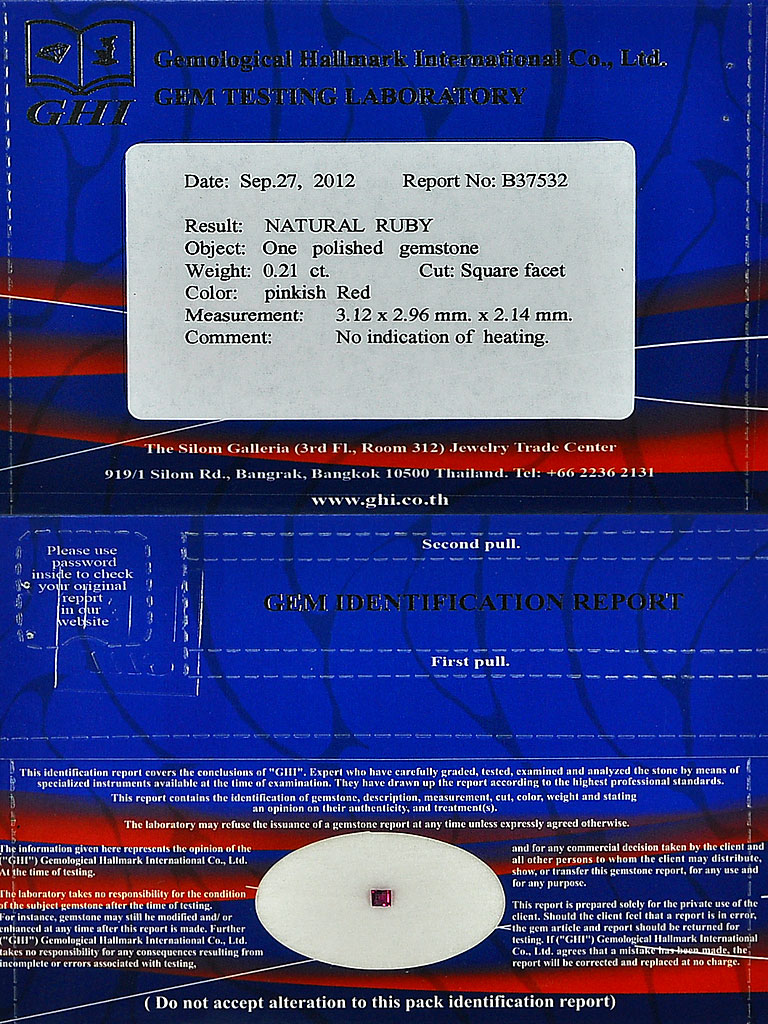 GHI
Gemological Hallmark International Co., Ltd.
GEM TESTING LABORATORY
Date: Sep.27, 2012 Report No: B37532
Result: NATURAL RUBY
Object: One polished gemstone
Weight: 0.21 ct. Cut: Square facet
Color: pinkish Red
Measurement: 3.12 x 2.96 mm. x 2.14 mm.
Comment: No indication of heating.
The Silom Galleria (3rd Fl., Room 312) Jewelry Trade Center
919/1 Silom Rd., Bangrak, Bangkok 10500 Thailand. Tel: +66 2236 2131
www.ghi.co.th
Please use
password
inside to check
your original
report
in our
website
Second pull.
GEM IDENTIFICATION REPORT
First pull.
This identification report covers the conclusions of "GHI". Expert who have carefully graded, tested, examined and analyzed the stone by means of
specialized instruments available at the time of examination. They have drawn up the report according to the highest professional standards.
This report contains the identification of gemstone, description, measurement, cut, color, weight and stating
an opinion on their authenticity, and treatment(s).
The laboratory may refuse the issuance of a gemstone report at any time unless expressly agreed otherwise.
The information given here represents the opinion of the
("GHI") Gemological Hallmark International Co., Ltd.
At the time of testing.
The laboratory takes no responsibility for the condition
of the subject gemstone after the time of testing.
For instance, gemstone may still be modified and/ or
enhanced at any time after this report is made. Further
("GHI") Gemological Hallmark International Co., Ltd.
takes no responsibility for any consequences resulting from
incomplete or errors associated with testing,
and for any commercial decision taken by the client and
all other persons to whom the client may distribute,
show, or transfer this gemstone report, for any use and
for any purpose.
This report is prepared solely for the private use of the
client. Should the client feel that a report is in error,
the gem article and report should be returned for
testing. If ("GHI") Gemological Hallmark International
Co., Ltd. agrees that a mistake has been made, the
report will be corrected and replaced at no charge.
( Do not accept alteration to this pack identification report)